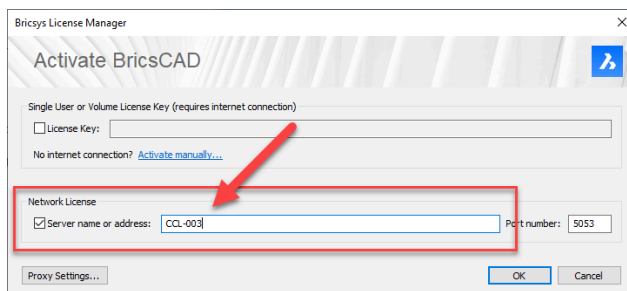 Bricsys License Manager
Activate BricsCAD
Single User or Volume License Key (requires internet connection)
License Key:
No internet connection? Activate manually...
Network License
Server name or address: CCL-003 Port number: 5053
Proxy Settings... OK Cancel